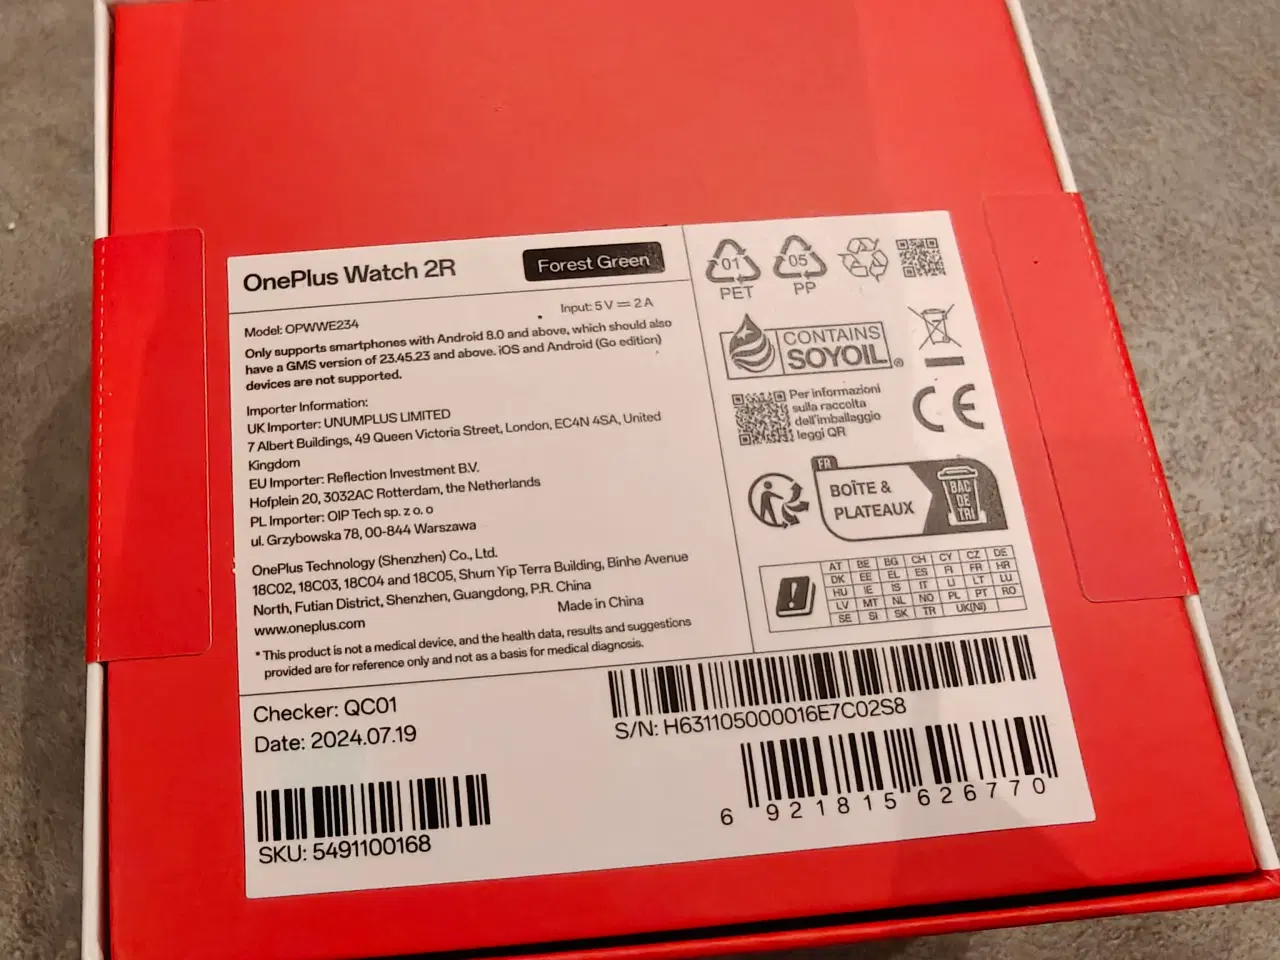 OnePlus Watch 2R
Forest Green
Input: 5 V ⎓ 2 A
Model: OPWWE234
Only supports smartphones with Android 8.0 and above, which should also
have a GMS version of 23.45.23 and above. iOS and Android (Go edition)
devices are not supported.
Importer Information:
UK Importer: UNUMPLUS LIMITED
7 Albert Buildings, 49 Queen Victoria Street, London, EC4N 4SA, United
Kingdom
EU Importer: Reflection Investment B.V.
Hofplein 20, 3032AC Rotterdam, the Netherlands
PL Importer: OIP Tech sp. z o. o
ul. Grzybowska 78, 00-844 Warszawa
OnePlus Technology (Shenzhen) Co., Ltd.
18C02, 18C03, 18C04 and 18C05, Shum Yip Terra Building, Binhe Avenue
North, Futian District, Shenzhen, Guangdong, P.R. China
www.oneplus.com
Made in China
* This product is not a medical device, and the health data, results and suggestions
provided are for reference only and not as a basis for medical diagnosis.
01
PET
05
PP
CONTAINS
SOYOIL®
Per informazioni
sulla raccolta
dell'imballaggio
leggi QR
CE
FR
BOÎTE &
PLATEAUX
BAC
DE
TRI
AT BE BG CH CY CZ DE
DK EE EL ES FI FR HR
HU IE IS IT LI LT LU
LV MT NL NO PL PT RO
SE SI SK TR UK(NI)
Checker: QC01
Date: 2024.07.19
S/N: H631105000016E7C02S8
SKU: 5491100168
6 921815 626770